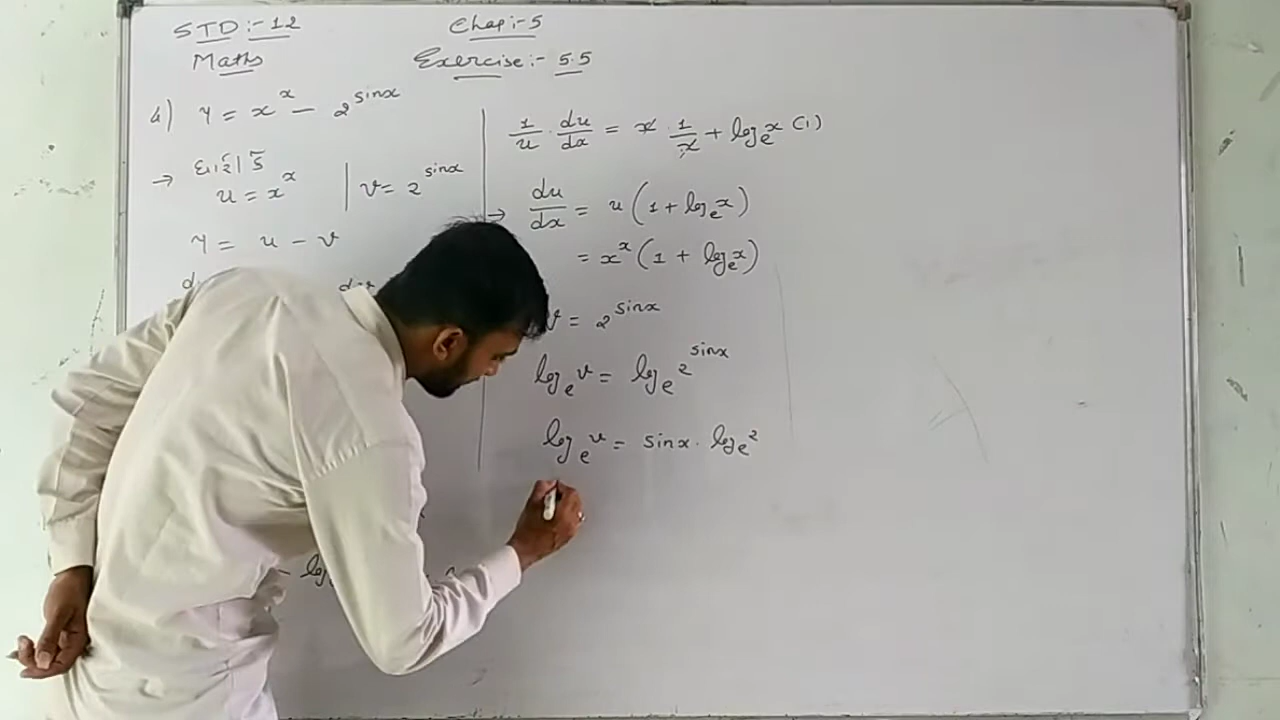 STD:- 12
Chap:- 5
Maths
Exercise:- 5.5
4) y = x^x - 2^sinx
→ ધારો કે
u = x^x | v = 2^sinx
y = u - v
1/u · du/dx = x · 1/x + log_e x (1)
→ du/dx = u (1 + log_e x)
= x^x (1 + log_e x)
v = 2^sinx
log_e v = log_e 2^sinx
log_e v = sinx · log_e 2